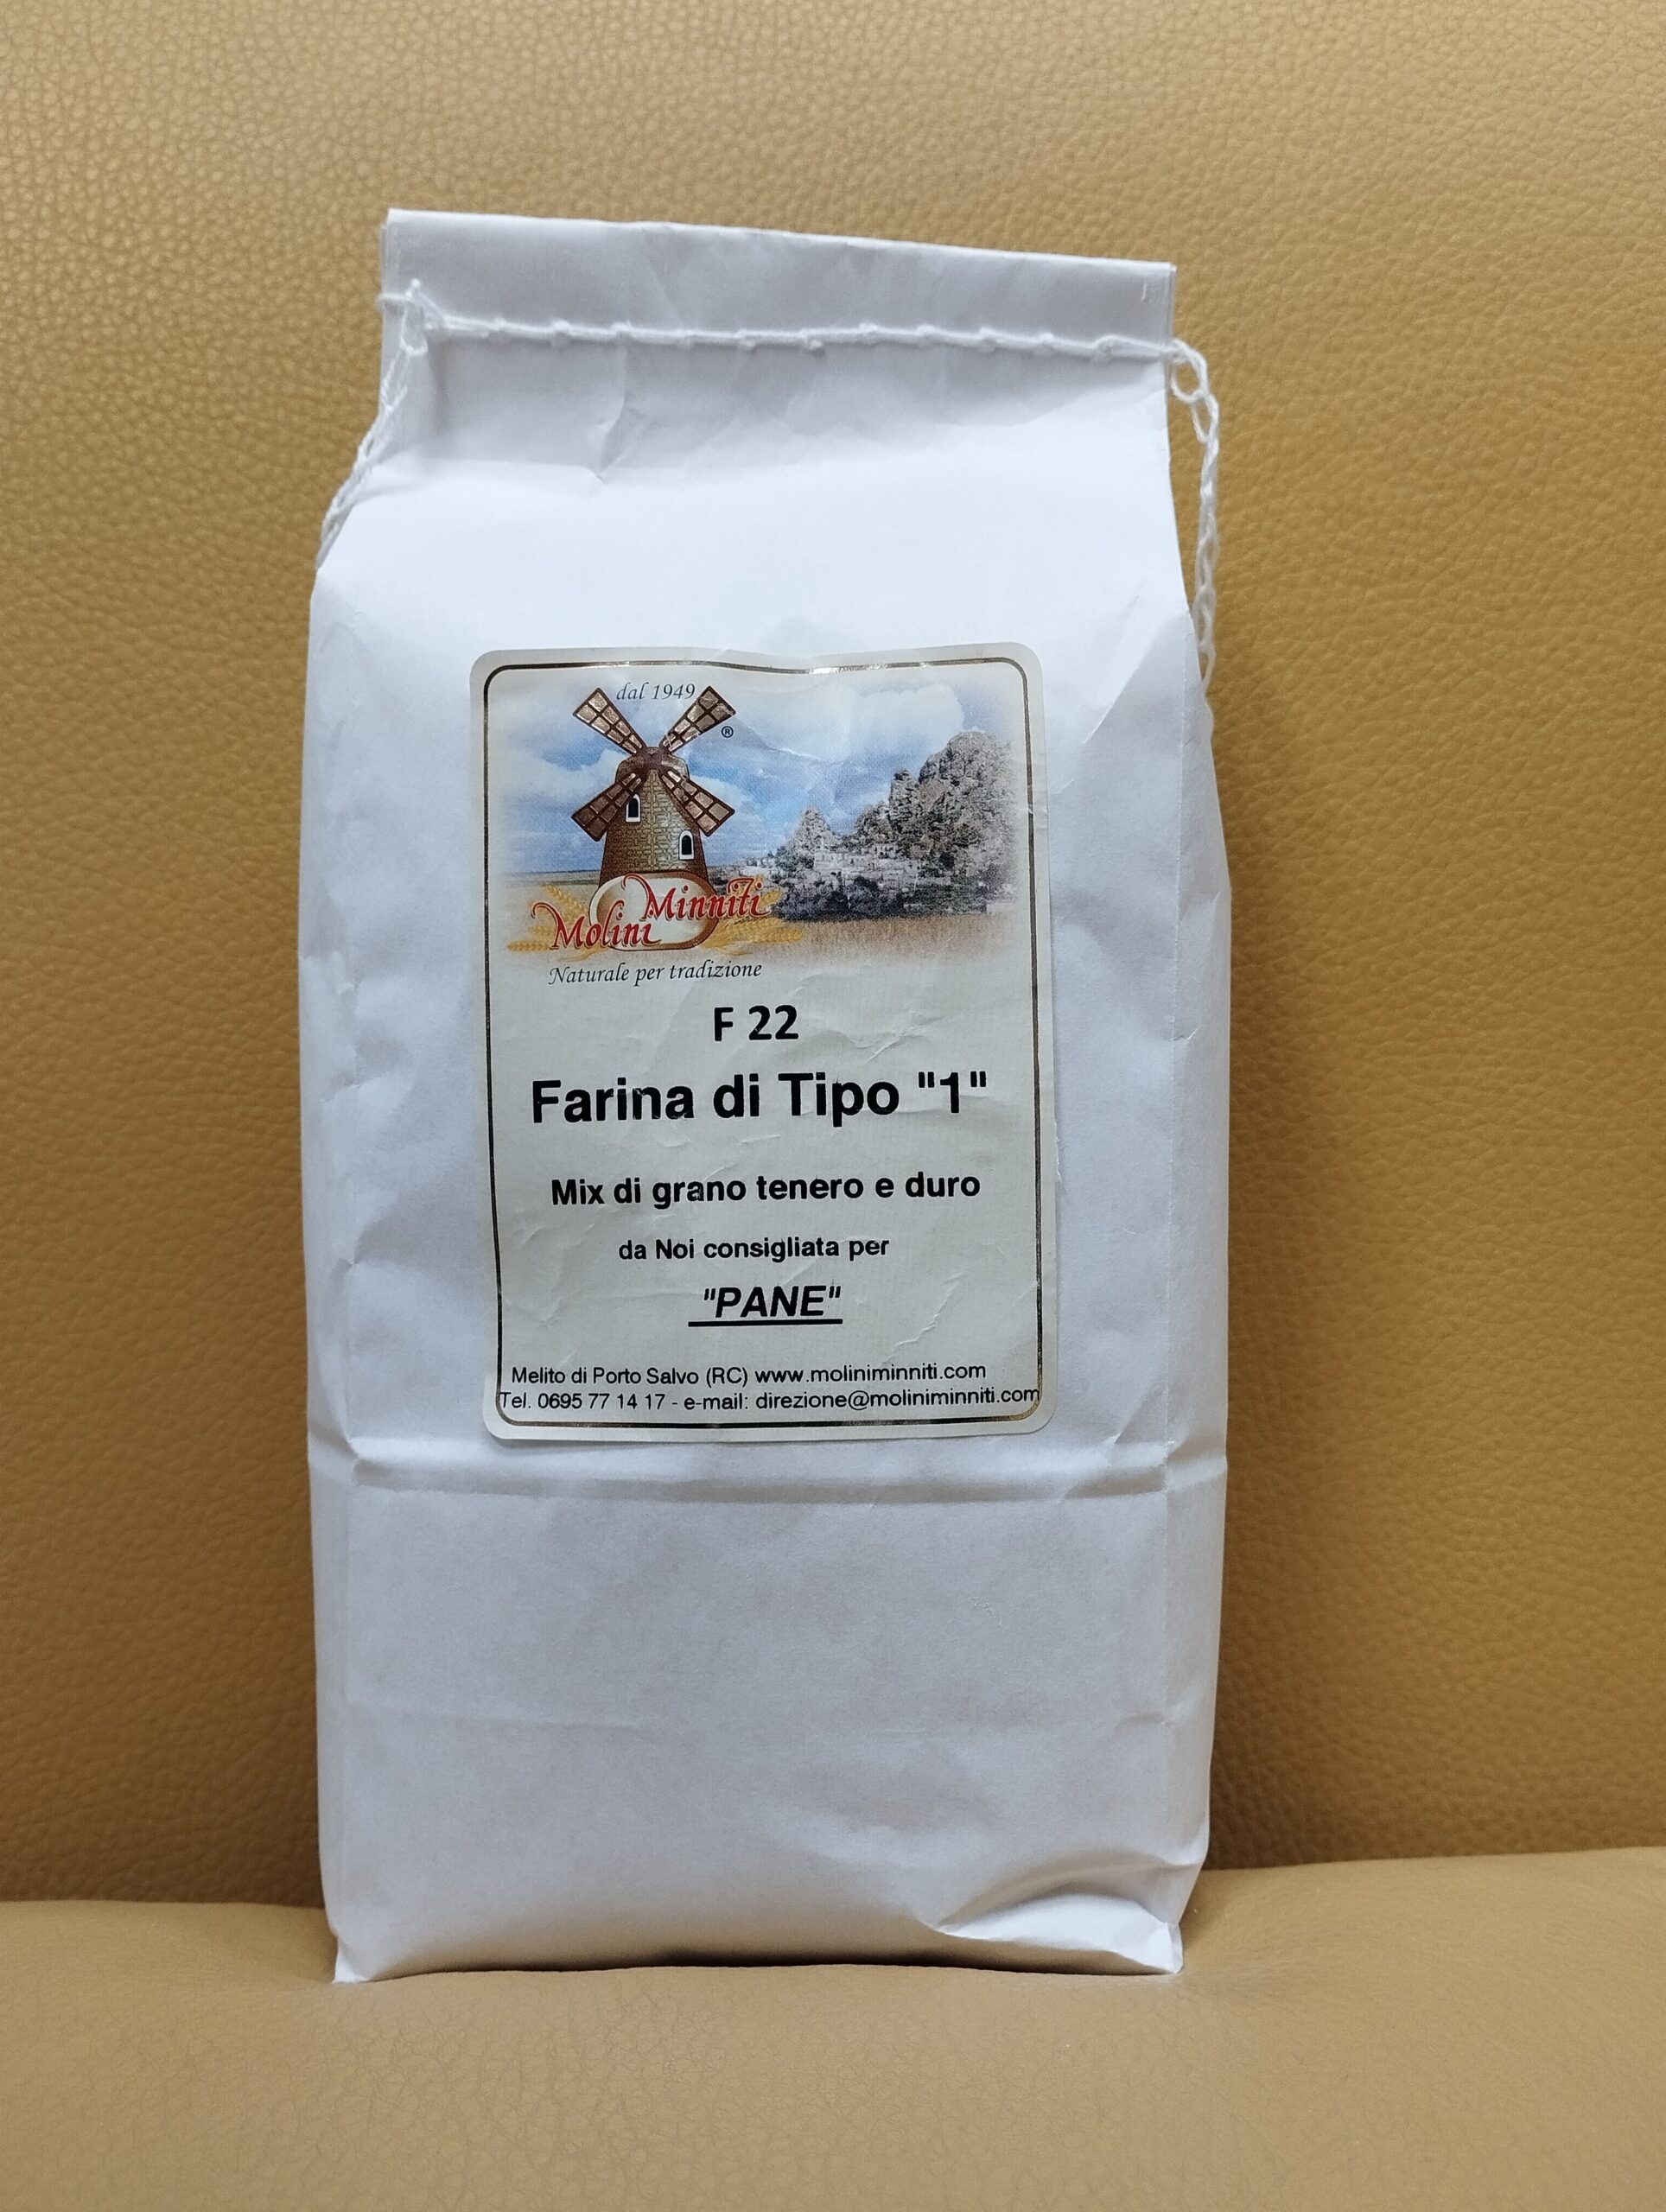 dal 1949
®
Molini Minniti
Naturale per tradizione
F 22
Farina di Tipo "1"
Mix di grano tenero e duro
da Noi consigliata per
"PANE"
Melito di Porto Salvo (RC) www.moliniminniti.com
Tel. 0695 77 14 17 - e-mail: direzione@moliniminniti.com